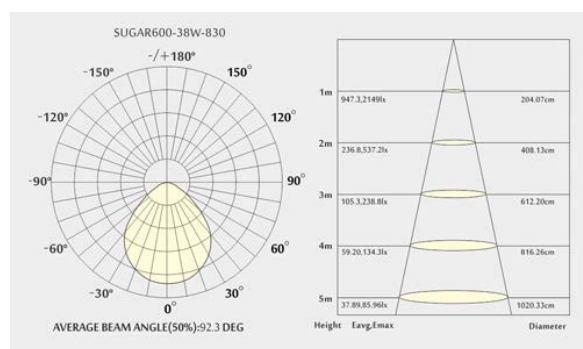 SUGAR600-38W-830
-/+180°
-150° 150°
-120° 120°
-90° 90°
-60° 60°
-30° 30°
0°
AVERAGE BEAM ANGLE(50%):92.3 DEG
1m 947.3,2149lx 204.07cm
2m 236.8,537.2lx 408.13cm
3m 105.3,238.8lx 612.20cm
4m 59.20,134.3lx 816.26cm
5m 37.89,85.96lx 1020.33cm
Height Eavg,Emax Diameter